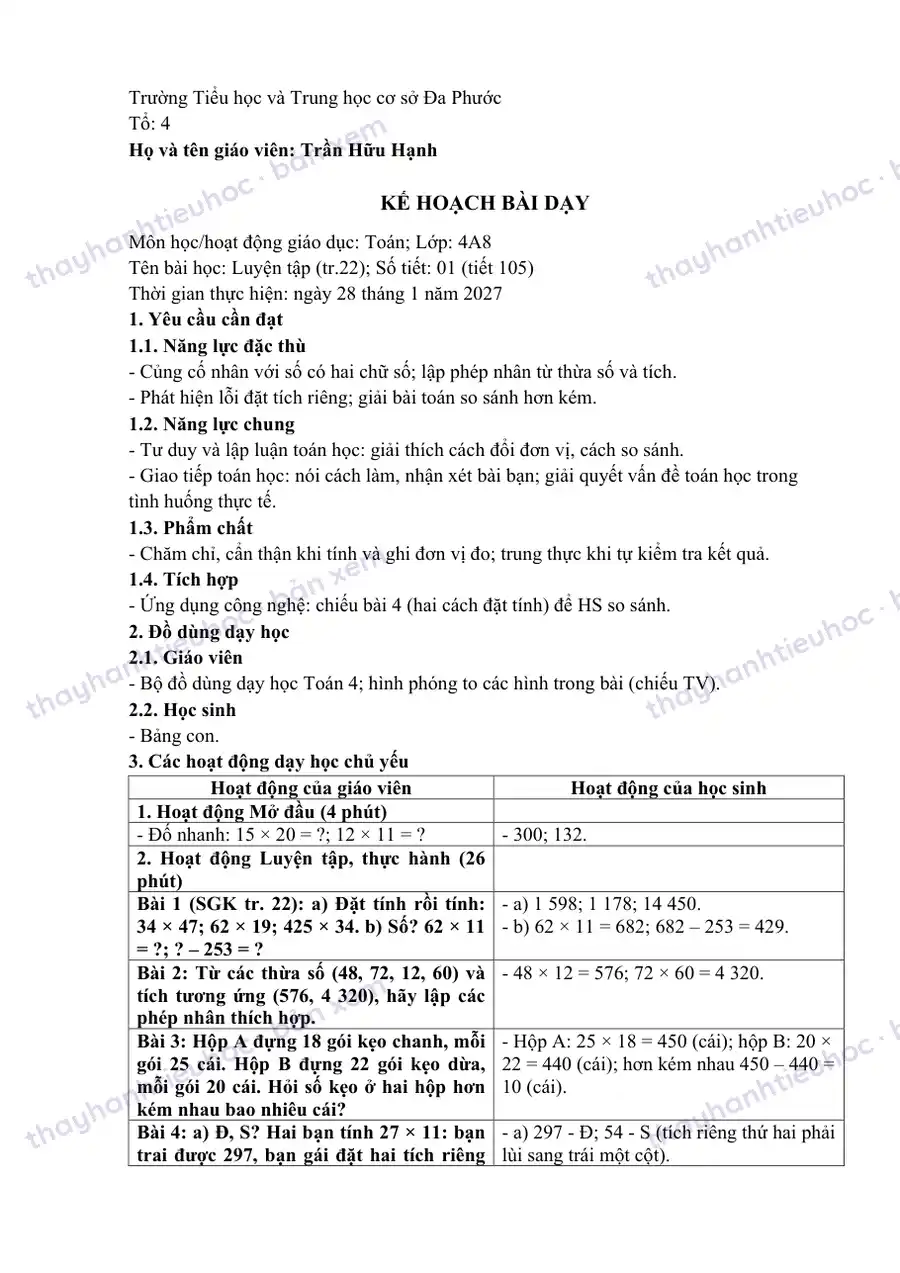 Trường Tiểu học và Trung học cơ sở Đa Phước
Tổ: 4
Họ và tên giáo viên: Trần Hữu Hạnh
KẾ HOẠCH BÀI DẠY
Môn học/hoạt động giáo dục: Toán; Lớp: 4A8
Tên bài học: Luyện tập (tr.22); Số tiết: 01 (tiết 105)
Thời gian thực hiện: ngày 28 tháng 1 năm 2027
1. Yêu cầu cần đạt
1.1. Năng lực đặc thù
- Củng cố nhân với số có hai chữ số; lập phép nhân từ thừa số và tích.
- Phát hiện lỗi đặt tích riêng; giải bài toán so sánh hơn kém.
1.2. Năng lực chung
- Tư duy và lập luận toán học: giải thích cách đổi đơn vị, cách so sánh.
- Giao tiếp toán học: nói cách làm, nhận xét bài bạn; giải quyết vấn đề toán học trong
tình huống thực tế.
1.3. Phẩm chất
- Chăm chỉ, cẩn thận khi tính và ghi đơn vị đo; trung thực khi tự kiểm tra kết quả.
1.4. Tích hợp
- Ứng dụng công nghệ: chiếu bài 4 (hai cách đặt tính) để HS so sánh.
2. Đồ dùng dạy học
2.1. Giáo viên
- Bộ đồ dùng dạy học Toán 4; hình phóng to các hình trong bài (chiếu TV).
2.2. Học sinh
- Bảng con.
3. Các hoạt động dạy học chủ yếu
Hoạt động của giáo viên
Hoạt động của học sinh
1. Hoạt động Mở đầu (4 phút)
- Đố nhanh: 15 × 20 = ?; 12 × 11 = ?
- 300; 132.
2. Hoạt động Luyện tập, thực hành (26
phút)
Bài 1 (SGK tr. 22): a) Đặt tính rồi tính:
34 × 47; 62 × 19; 425 × 34. b) Số? 62 × 11
= ?; ? – 253 = ?
- a) 1 598; 1 178; 14 450.
- b) 62 × 11 = 682; 682 – 253 = 429.
Bài 2: Từ các thừa số (48, 72, 12, 60) và
tích tương ứng (576, 4 320), hãy lập các
phép nhân thích hợp.
- 48 × 12 = 576; 72 × 60 = 4 320.
Bài 3: Hộp A đựng 18 gói kẹo chanh, mỗi
gói 25 cái. Hộp B đựng 22 gói kẹo dừa,
mỗi gói 20 cái. Hỏi số kẹo ở hai hộp hơn
kém nhau bao nhiêu cái?
- Hộp A: 25 × 18 = 450 (cái); hộp B: 20 ×
22 = 440 (cái); hơn kém nhau 450 – 440 =
10 (cái).
Bài 4: a) Đ, S? Hai bạn tính 27 × 11: bạn
trai được 297, bạn gái đặt hai tích riêng
- a) 297 - Đ; 54 - S (tích riêng thứ hai phải
lùi sang trái một cột).
thayhanhtieuhoc · bản xem
thayhanhtieuhoc · b
thayhanhtieuhoc · bản xem
thayhanhtieuhoc · b
thayhanhtieuhoc · bản xem
thayhanhtieuhoc · b